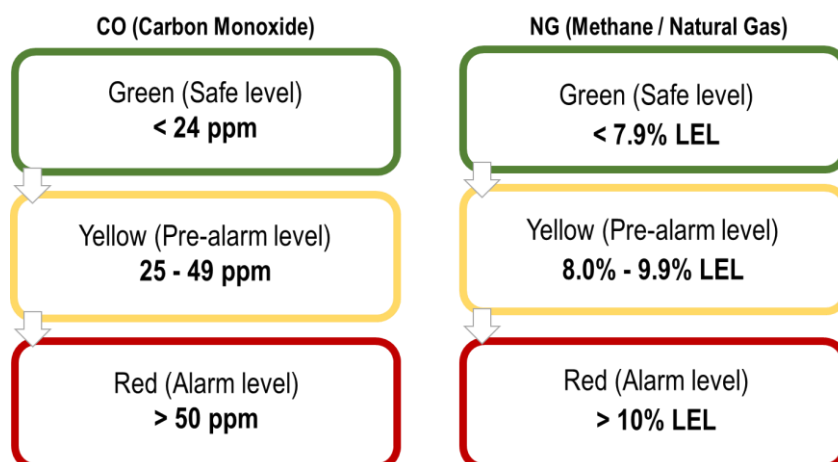 CO (Carbon Monoxide)
Green (Safe level)
< 24 ppm
Yellow (Pre-alarm level)
25 - 49 ppm
Red (Alarm level)
> 50 ppm
NG (Methane / Natural Gas)
Green (Safe level)
< 7.9% LEL
Yellow (Pre-alarm level)
8.0% - 9.9% LEL
Red (Alarm level)
> 10% LEL